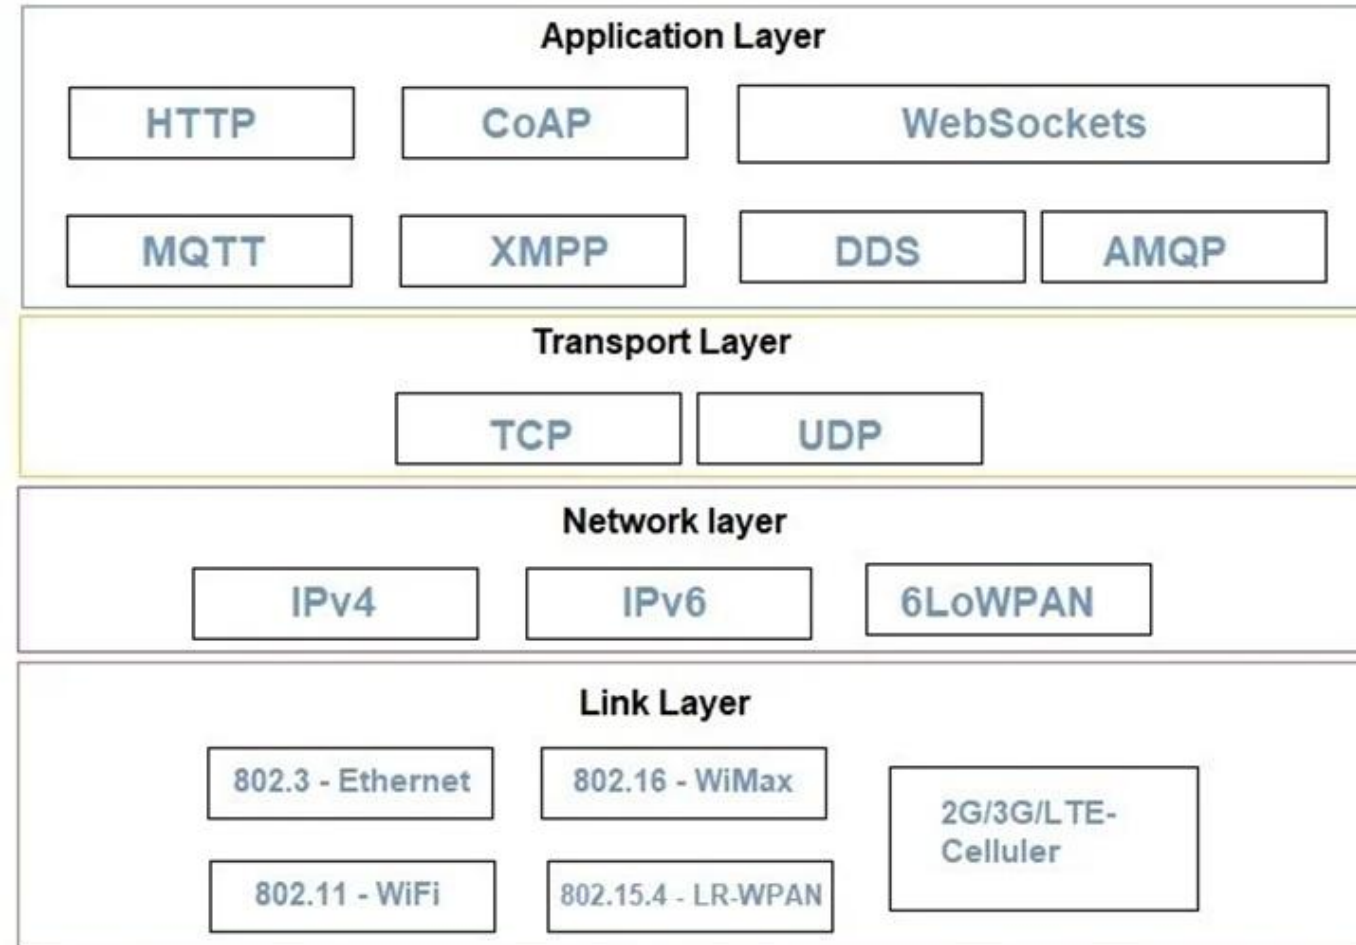 Application Layer
HTTP
CoAP
WebSockets
MQTT
XMPP
DDS
AMQP
Transport Layer
TCP
UDP
Network layer
IPv4
IPv6
6LoWPAN
Link Layer
802.3 - Ethernet
802.16 - WiMax
2G/3G/LTE-
Celluler
802.11 - WiFi
802.15.4 - LR-WPAN